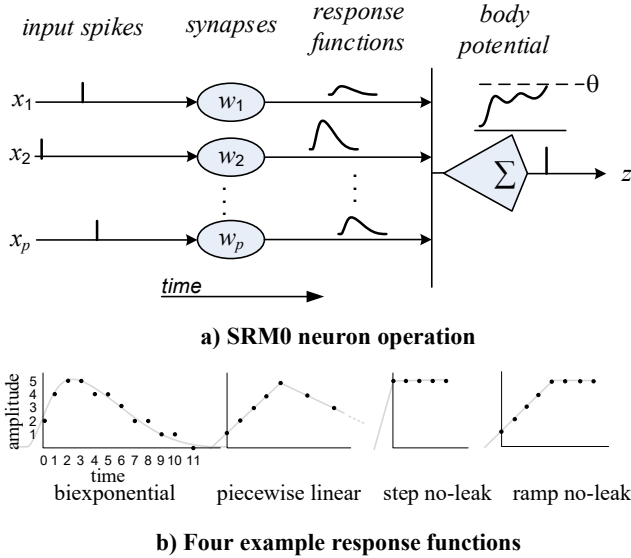 input spikes synapses response functions body potential
x1 w1 θ
x2 w2 Σ z
xp wp
time
a) SRM0 neuron operation
amplitude
5
4
3
2
1
0 1 2 3 4 5 6 7 8 9 10 11
time
biexponential piecewise linear step no-leak ramp no-leak
b) Four example response functions